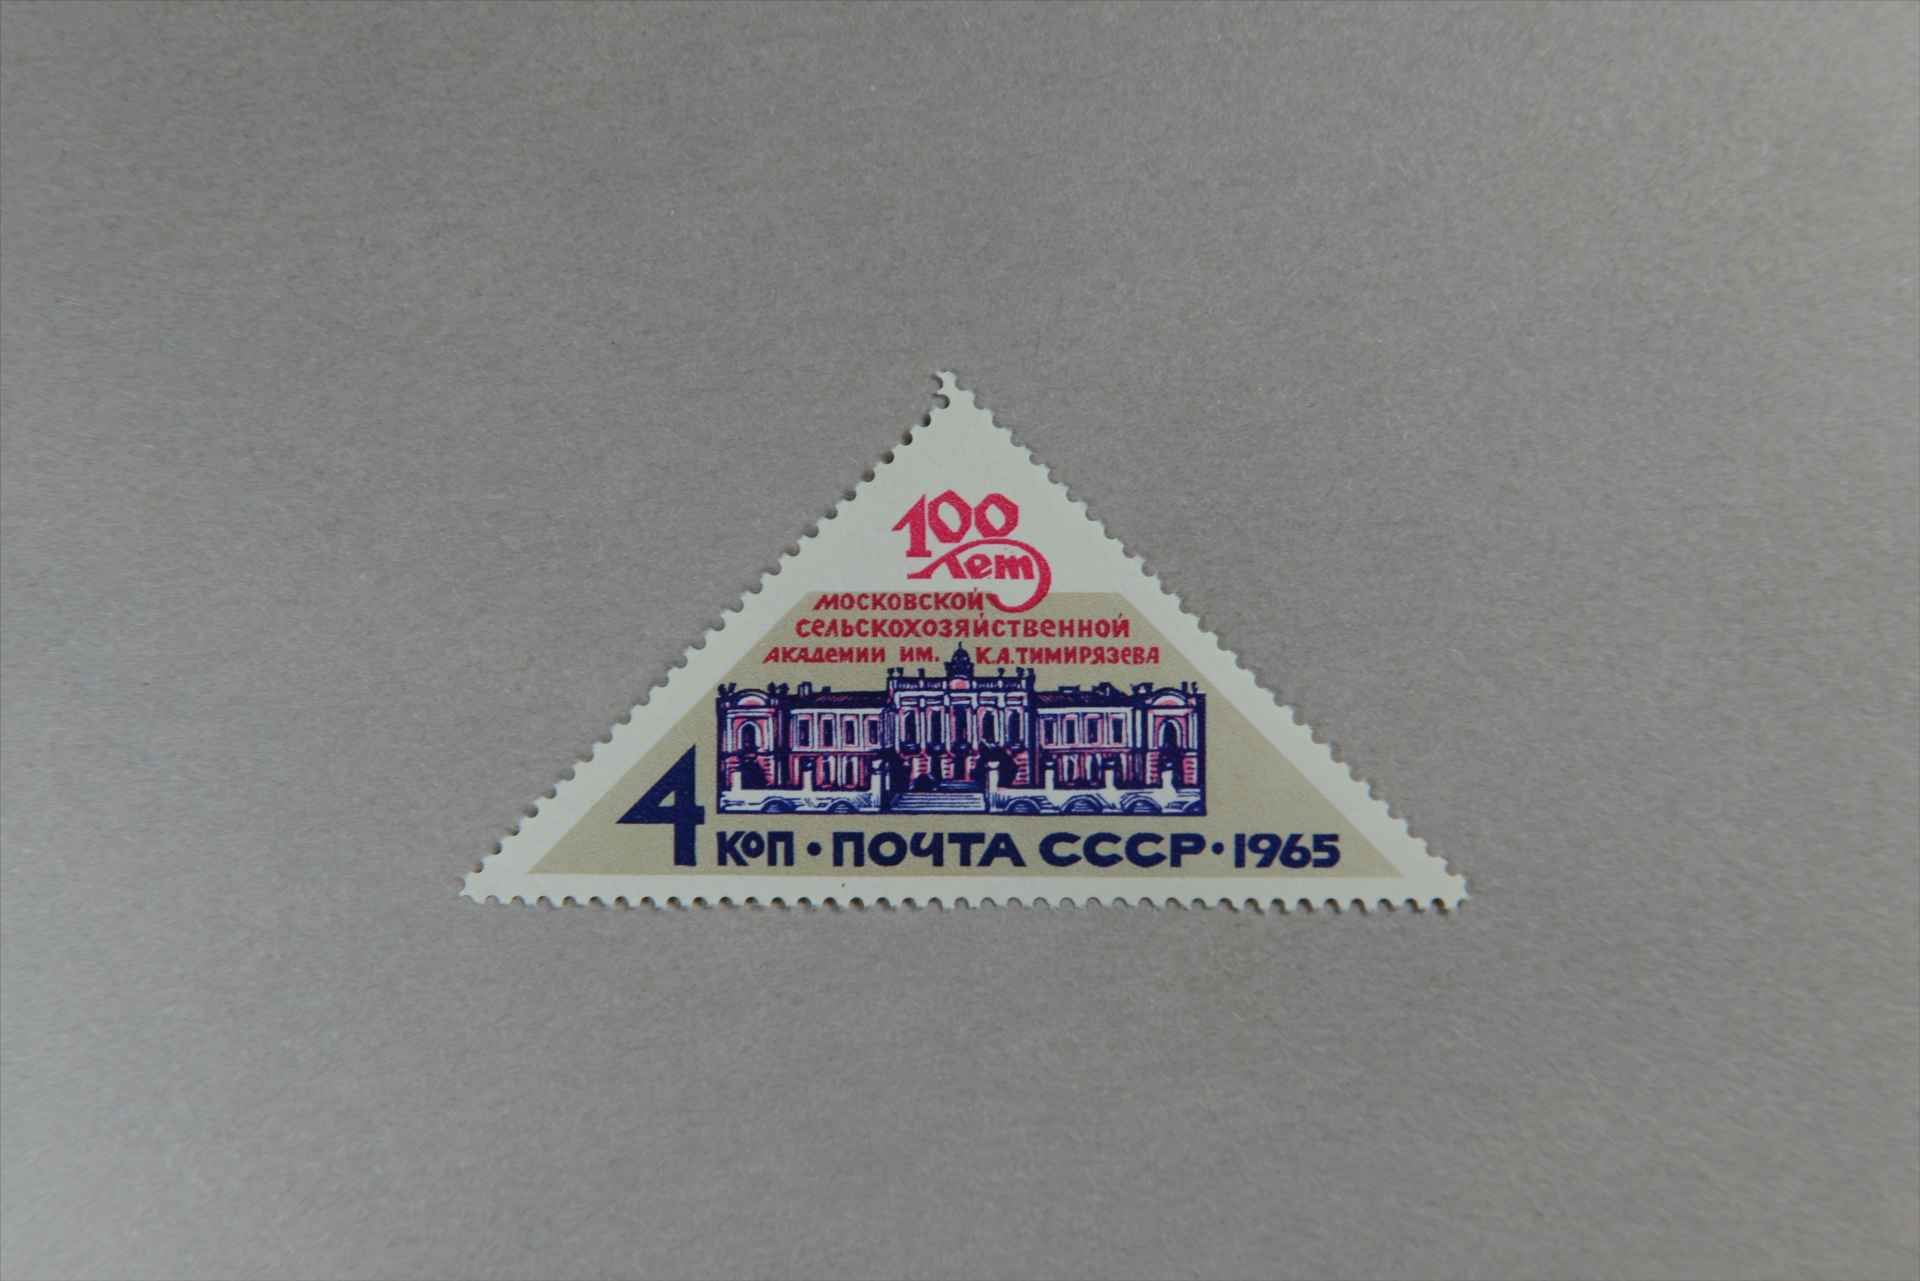 100
лет
МОСКОВСКОЙ
СЕЛЬСКОХОЗЯЙСТВЕННОЙ
АКАДЕМИИ ИМ. К.А.ТИМИРЯЗЕВА
4 КОП • ПОЧТА СССР • 1965